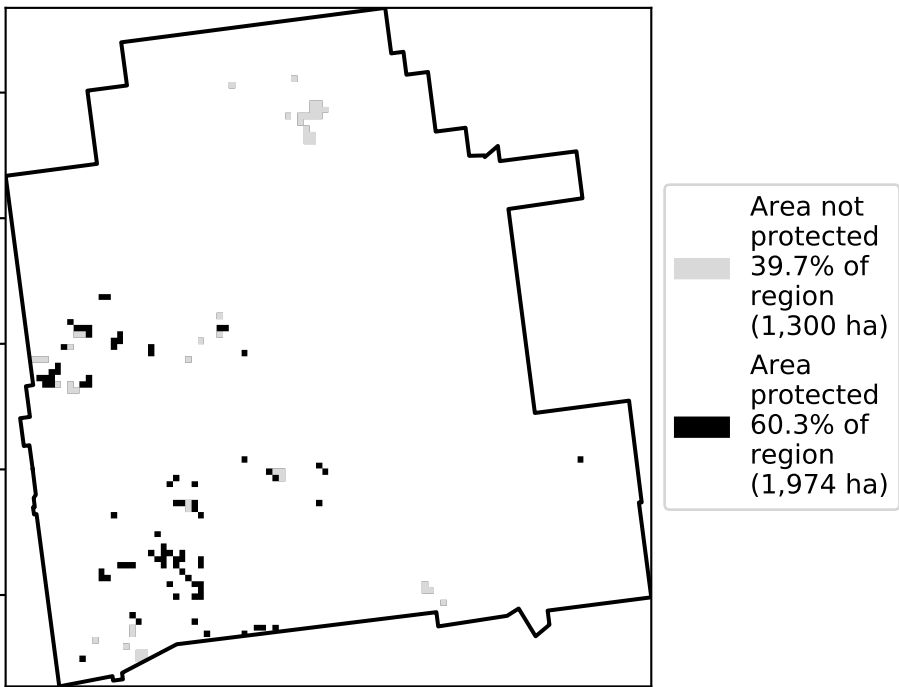 Area not
protected
39.7% of
region
(1,300 ha)
Area
protected
60.3% of
region
(1,974 ha)